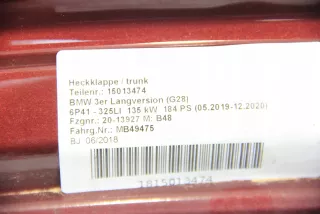 Heckklappe / trunk
Teilenr.: 15013474
BMW 3er Langversion (G28)
6P41 - 325LI 135 kW 184 PS (05.2019-12.2020)
Fzgnr.: 20-13927 M: B48
Fahrg.Nr.: MB49475
BJ: 06/2018
1815013474